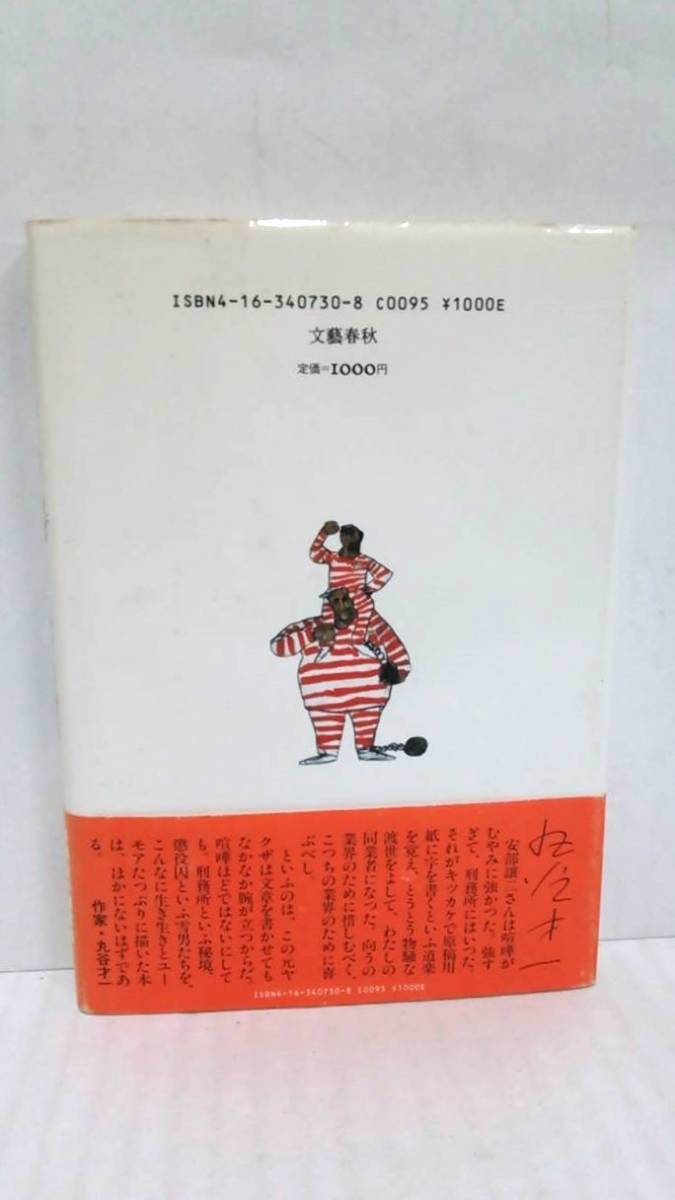 ISBN4-16-340730-8 C0095 ¥1000E
文藝春秋
定価=1000円
丸谷才一
安部譲二さんは喧嘩が
むやみに強かつた。強す
ぎて、刑務所にはいつた。
それがキッカケで原稿用
紙に字を書くといふ道楽
を覚え、とうとう物騒な
渡世をよして、わたしの
同業者になつた。向うの
業界のために惜しむべく、
こつちの業界のために喜
ぶべし。
といふのは、この元ヤ
クザは文章を書かせても
なかなか腕が立つからだ。
喧嘩ほどではないにして
も。刑務所といふ秘境、
懲役囚といふ雪男たちを、
こんなに生き生きとユー
モアたつぷりに描いた本
は、ほかにないはずであ
る。
作家・丸谷才一
ISBN4-16-340730-8 C0095 ¥1000E